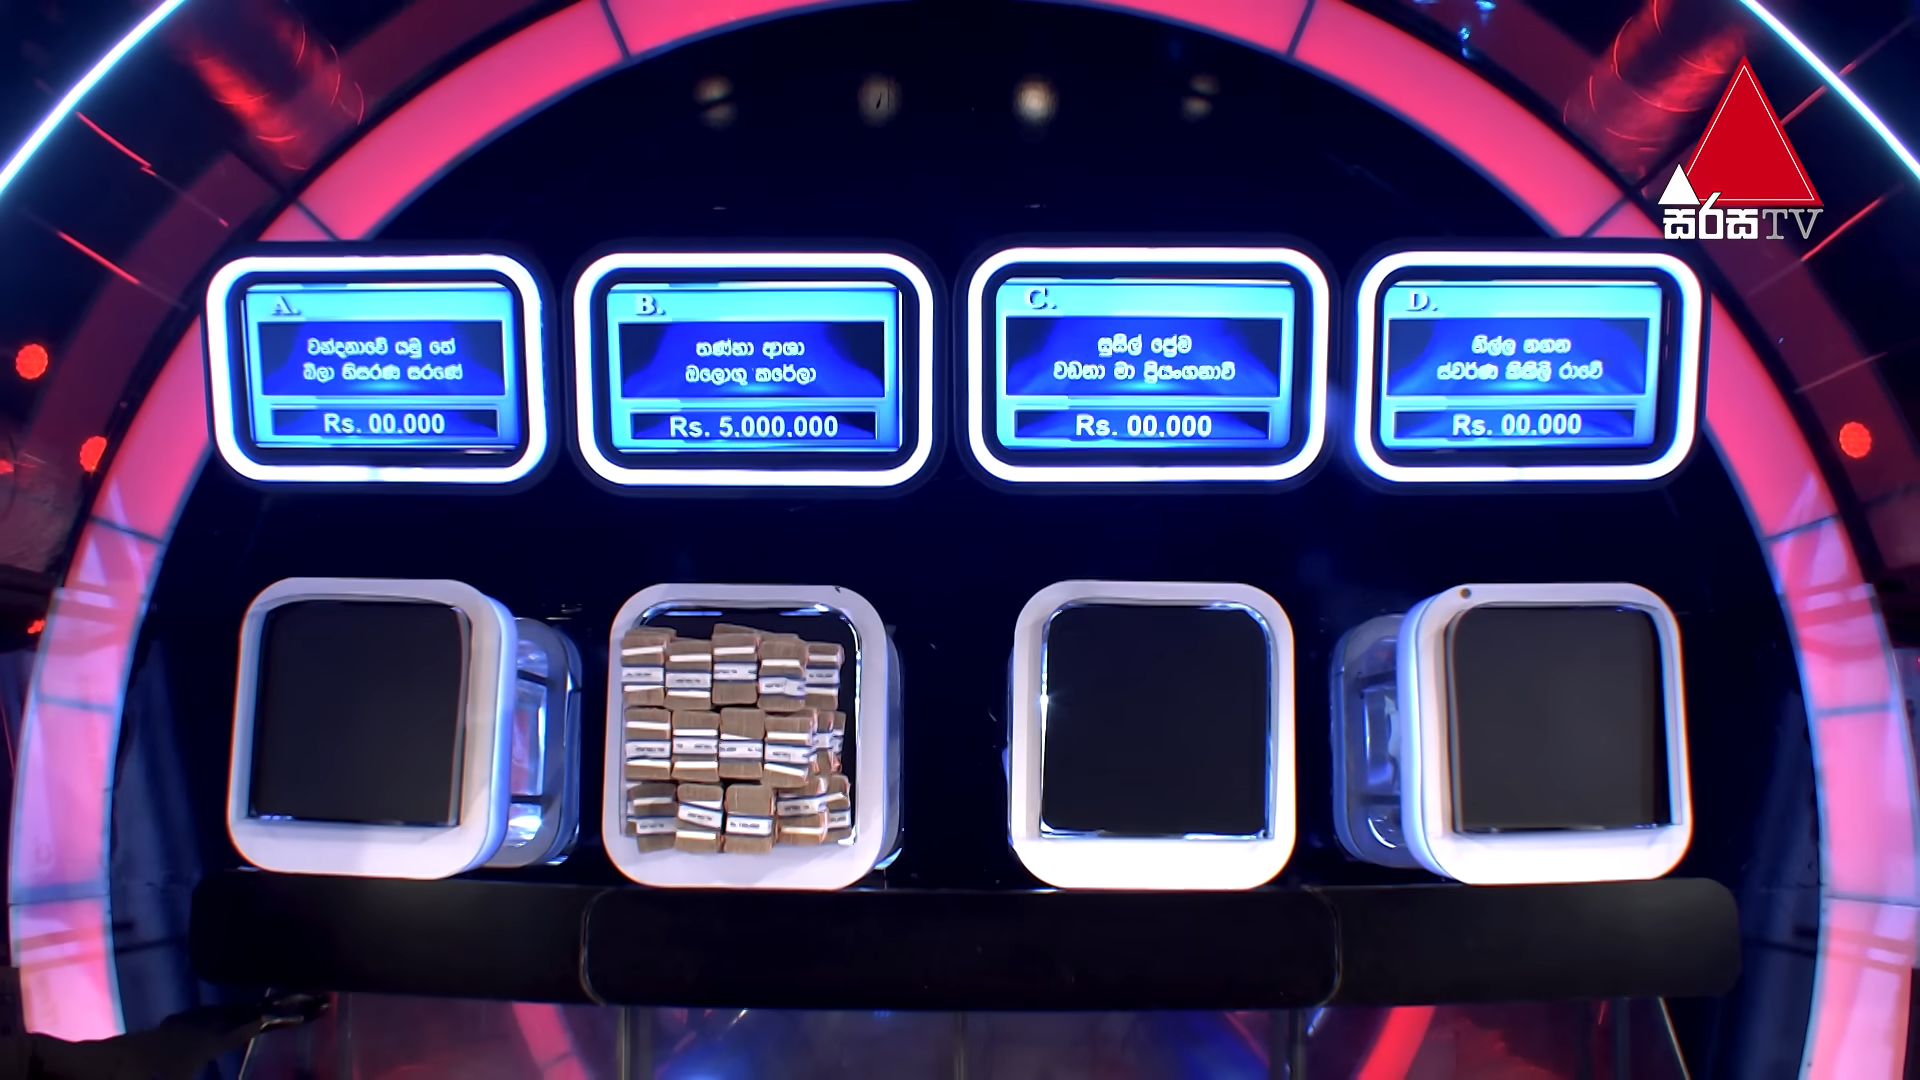 සිරස TV
A.
වන්දනාවේ යමු තේ
බීලා තිසරණ සරණේ
Rs. 00.000
B.
තණ්හා ආශා
ඔලොගු කරේලා
Rs. 5.000.000
C.
සුසිල් ප්‍රේම
වඩනා මා ප්‍රියංගනාවී
Rs. 00.000
D.
නිල්ල නගන
ස්වර්ණ කිකිලී රාවේ
Rs. 00.000